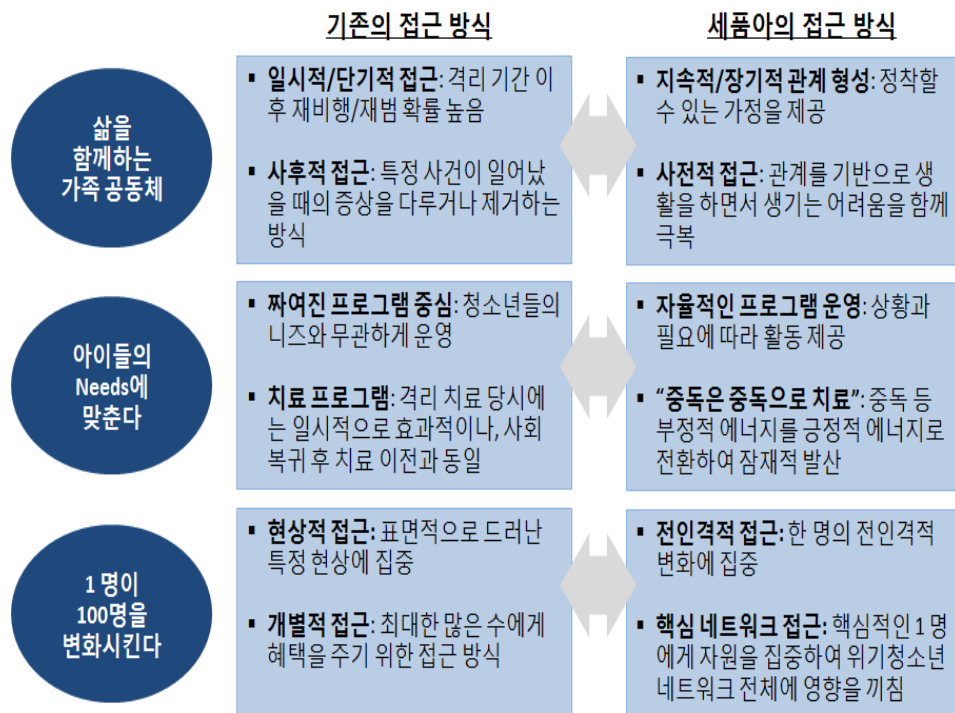 기존의 접근 방식
세품아의 접근 방식
삶을
함께하는
가족 공동체
▪ 일시적/단기적 접근: 격리 기간 이
후 재비행/재범 확률 높음
▪ 사후적 접근: 특정 사건이 일어났
을 때의 증상을 다루거나 제거하는
방식
▪ 지속적/장기적 관계 형성: 정착할
수 있는 가정을 제공
▪ 사전적 접근: 관계를 기반으로 생
활을 하면서 생기는 어려움을 함께
극복
아이들의
Needs에
맞춘다
▪ 짜여진 프로그램 중심: 청소년들의
니즈와 무관하게 운영
▪ 치료 프로그램: 격리 치료 당시에
는 일시적으로 효과적이나, 사회
복귀 후 치료 이전과 동일
▪ 자율적인 프로그램 운영: 상황과
필요에 따라 활동 제공
▪ “중독은 중독으로 치료”: 중독 등
부정적 에너지를 긍정적 에너지로
전환하여 잠재적 발산
1 명이
100명을
변화시킨다
▪ 현상적 접근: 표면적으로 드러난
특정 현상에 집중
▪ 개별적 접근: 최대한 많은 수에게
혜택을 주기 위한 접근 방식
▪ 전인격적 접근: 한 명의 전인격적
변화에 집중
▪ 핵심 네트워크 접근: 핵심적인 1 명
에게 자원을 집중하여 위기청소년
네트워크 전체에 영향을 끼침